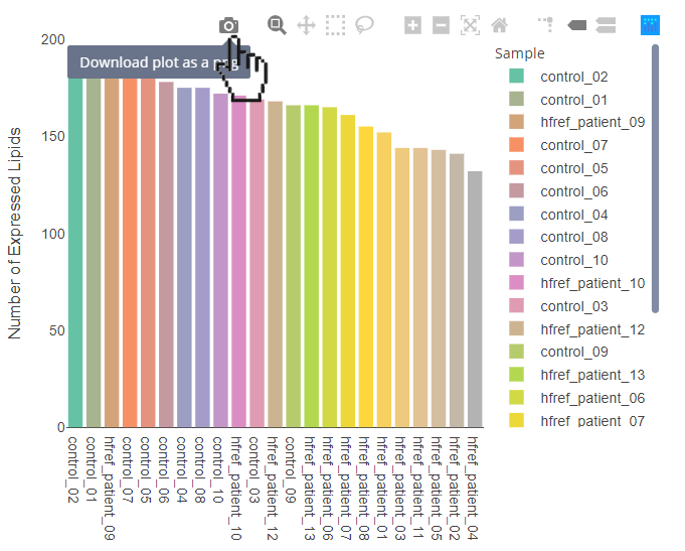 Download plot as a png
Number of Expressed Lipids
200
150
100
50
0
control_02
control_01
hfref_patient_09
control_07
control_05
control_06
control_04
control_08
control_10
hfref_patient_10
control_03
hfref_patient_12
control_09
hfref_patient_13
hfref_patient_06
hfref_patient_07
hfref_patient_08
hfref_patient_01
hfref_patient_03
hfref_patient_11
hfref_patient_05
hfref_patient_02
hfref_patient_04
Sample
control_02
control_01
hfref_patient_09
control_07
control_05
control_06
control_04
control_08
control_10
hfref_patient_10
control_03
hfref_patient_12
control_09
hfref_patient_13
hfref_patient_06
hfref_patient_07